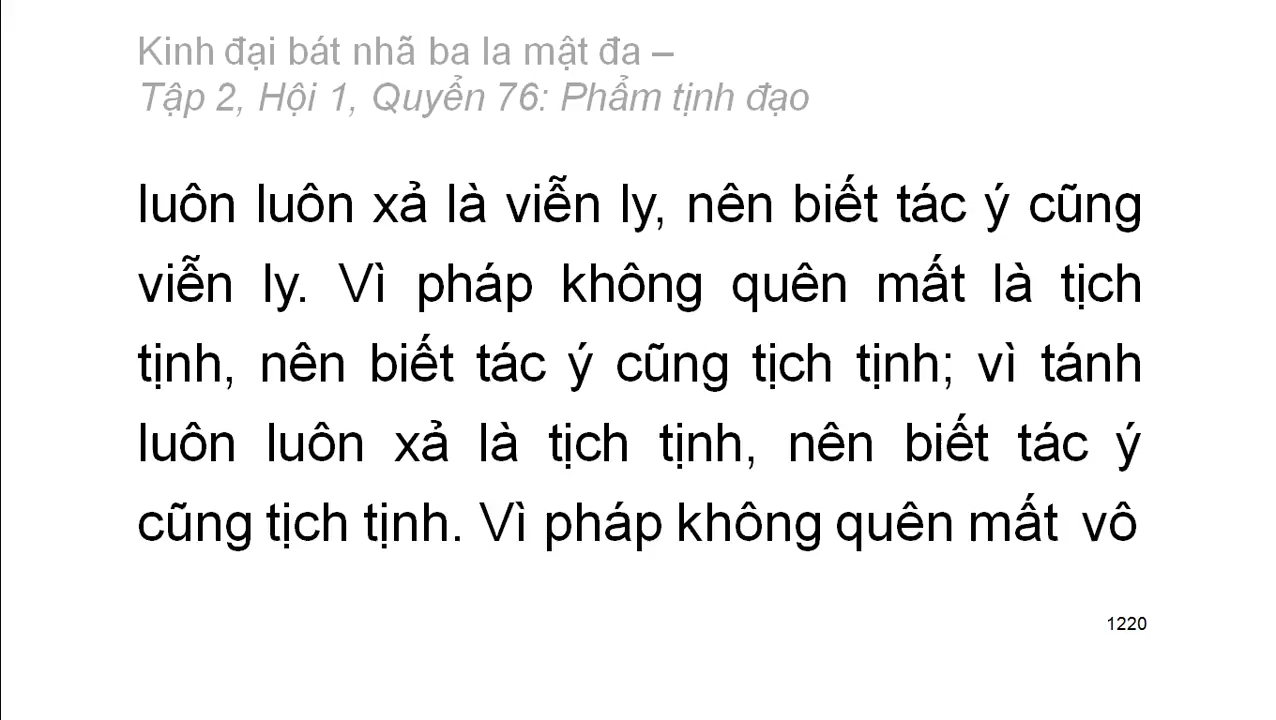 Kinh đại bát nhã ba la mật đa –
Tập 2, Hội 1, Quyển 76: Phẩm tịnh đạo
luôn luôn xả là viễn ly, nên biết tác ý cũng
viễn ly. Vì pháp không quên mất là tịch
tịnh, nên biết tác ý cũng tịch tịnh; vì tánh
luôn luôn xả là tịch tịnh, nên biết tác ý
cũng tịch tịnh. Vì pháp không quên mất vô
1220